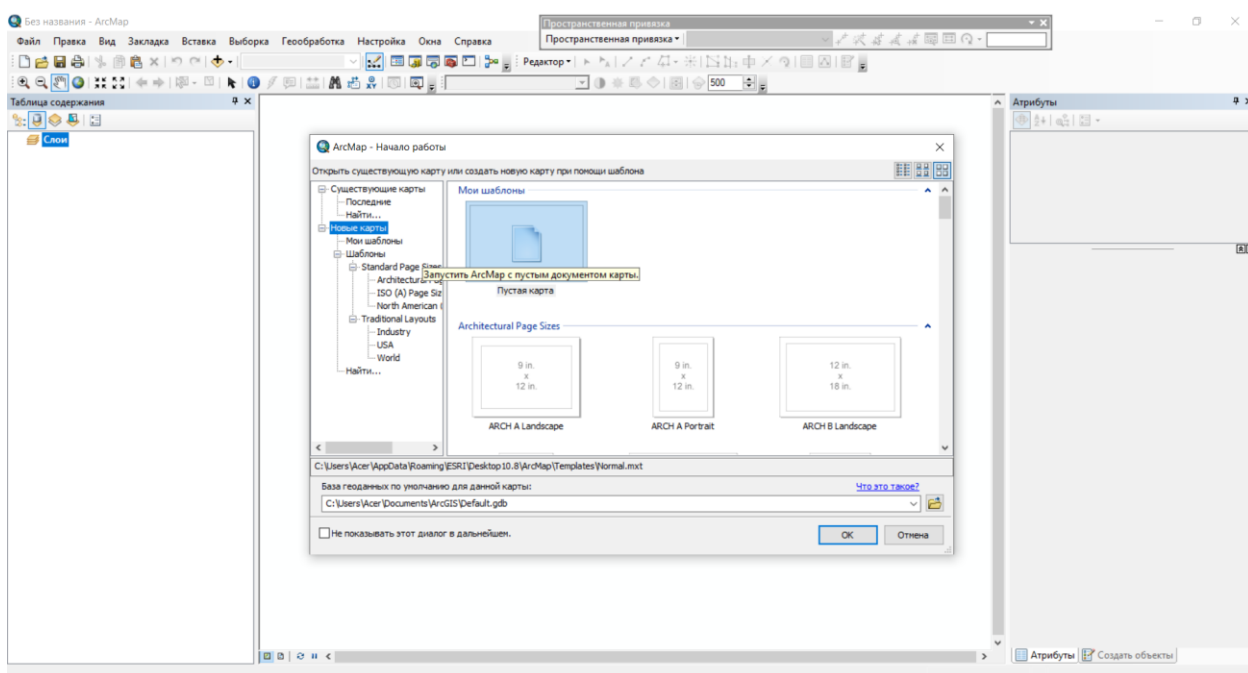 Без названия - ArcMap
Пространственная привязка
Файл Правка Вид Закладка Вставка Выборка Геообработка Настройка Окна Справка
Пространственная привязка
Редактор
500
Таблица содержания
Слои
Атрибуты
ArcMap - Начало работы
Открыть существующую карту или создать новую карту при помощи шаблона
Существующие карты
Последние
Найти...
Новые карты
Мои шаблоны
Шаблоны
Standard Page Sizes
Architectural Pag
ISO (A) Page Siz
North American (
Traditional Layouts
Industry
USA
World
Найти...
Мои шаблоны
Запустить ArcMap с пустым документом карты.
Пустая карта
Architectural Page Sizes
9 in.
x
12 in.
9 in.
x
12 in.
12 in.
x
18 in.
ARCH A Landscape
ARCH A Portrait
ARCH B Landscape
C:\Users\Acer\AppData\Roaming\ESRI\Desktop10.8\ArcMap\Templates\Normal.mxt
База геоданных по умолчанию для данной карты:
Что это такое?
C:\Users\Acer\Documents\ArcGIS\Default.gdb
Не показывать этот диалог в дальнейшем.
OK
Отмена
Атрибуты
Создать объекты